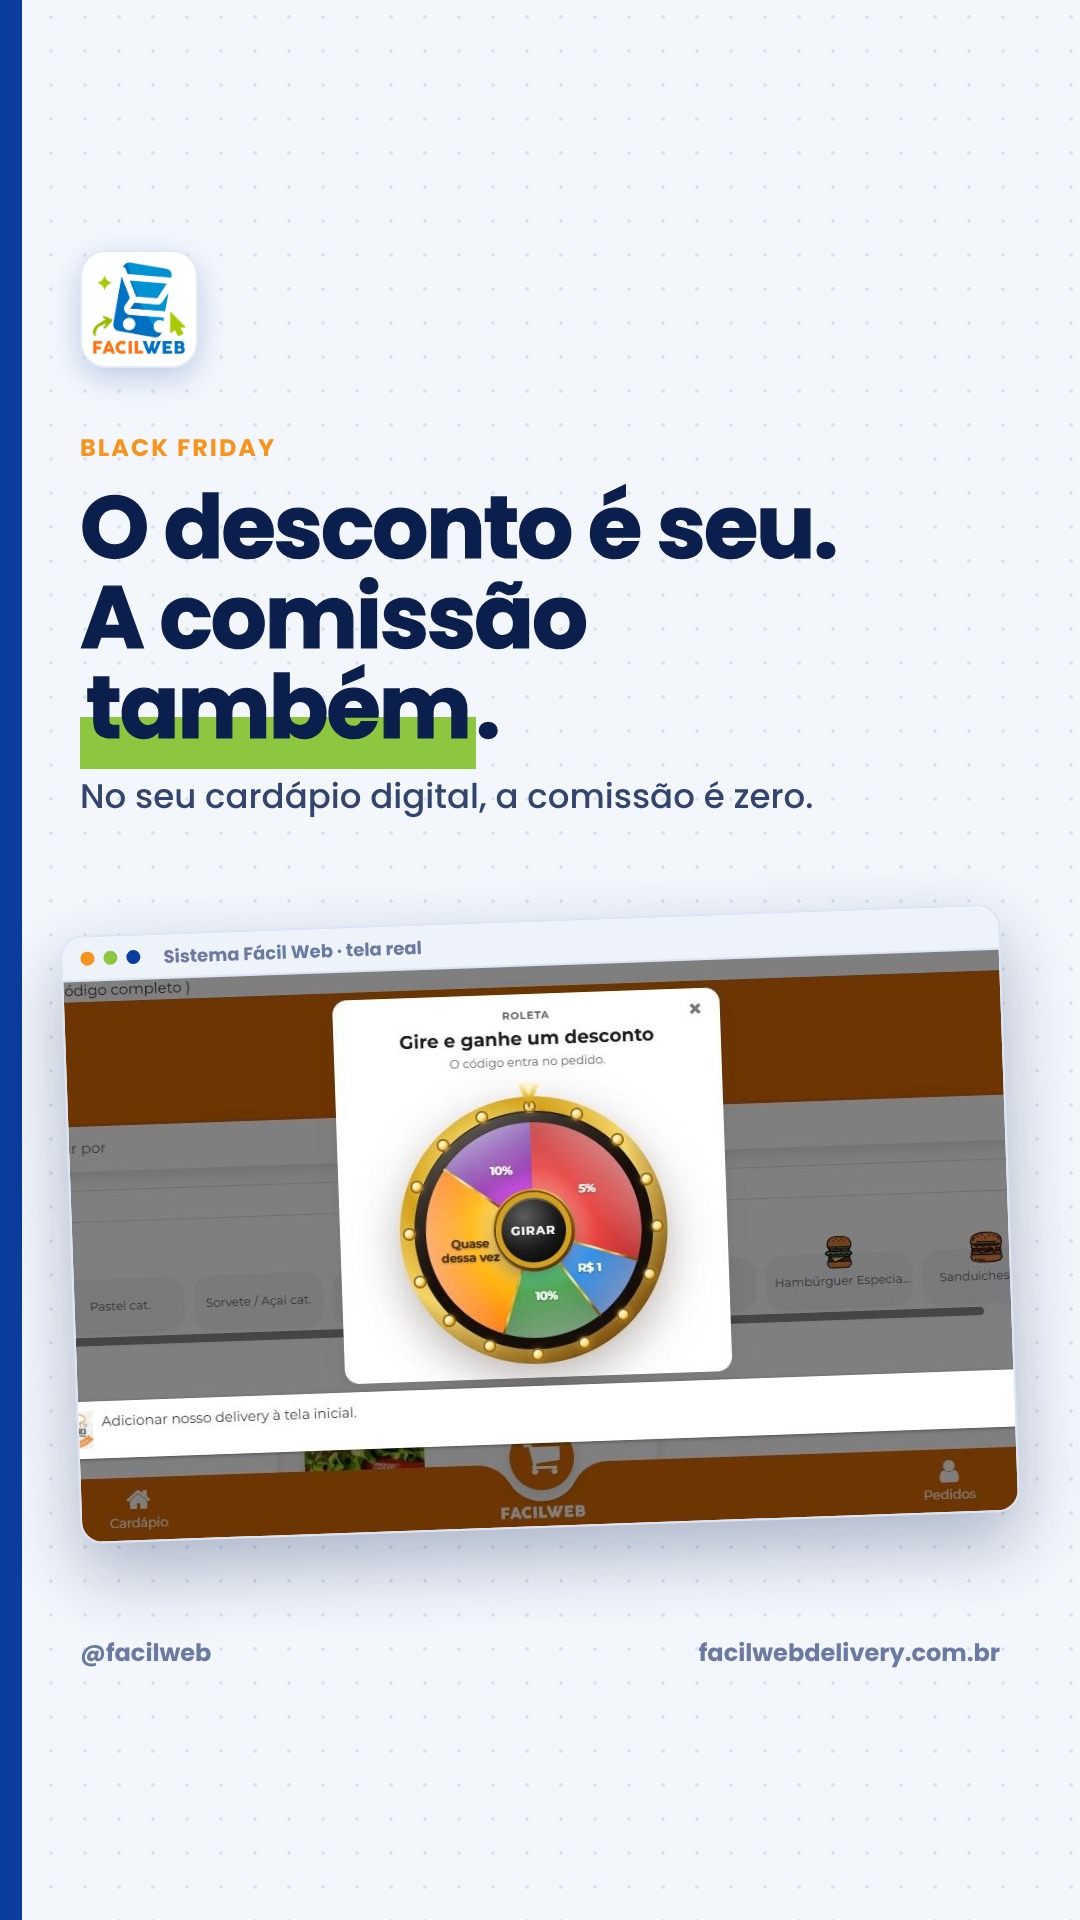 FACILWEB
BLACK FRIDAY
O desconto é seu.
A comissão
também.
No seu cardápio digital, a comissão é zero.
Sistema Fácil Web · tela real
ódigo completo )
ROLETA
Gire e ganhe um desconto
O código entra no pedido.
r por
10%
5%
GIRAR
Quase
dessa vez
R$ 1
10%
Pastel cat.
Sorvete / Açai cat.
Hambúrguer Especia...
Sanduiches
Adicionar nosso delivery à tela inicial.
Cardápio
FACILWEB
Pedidos
@facilweb
facilwebdelivery.com.br